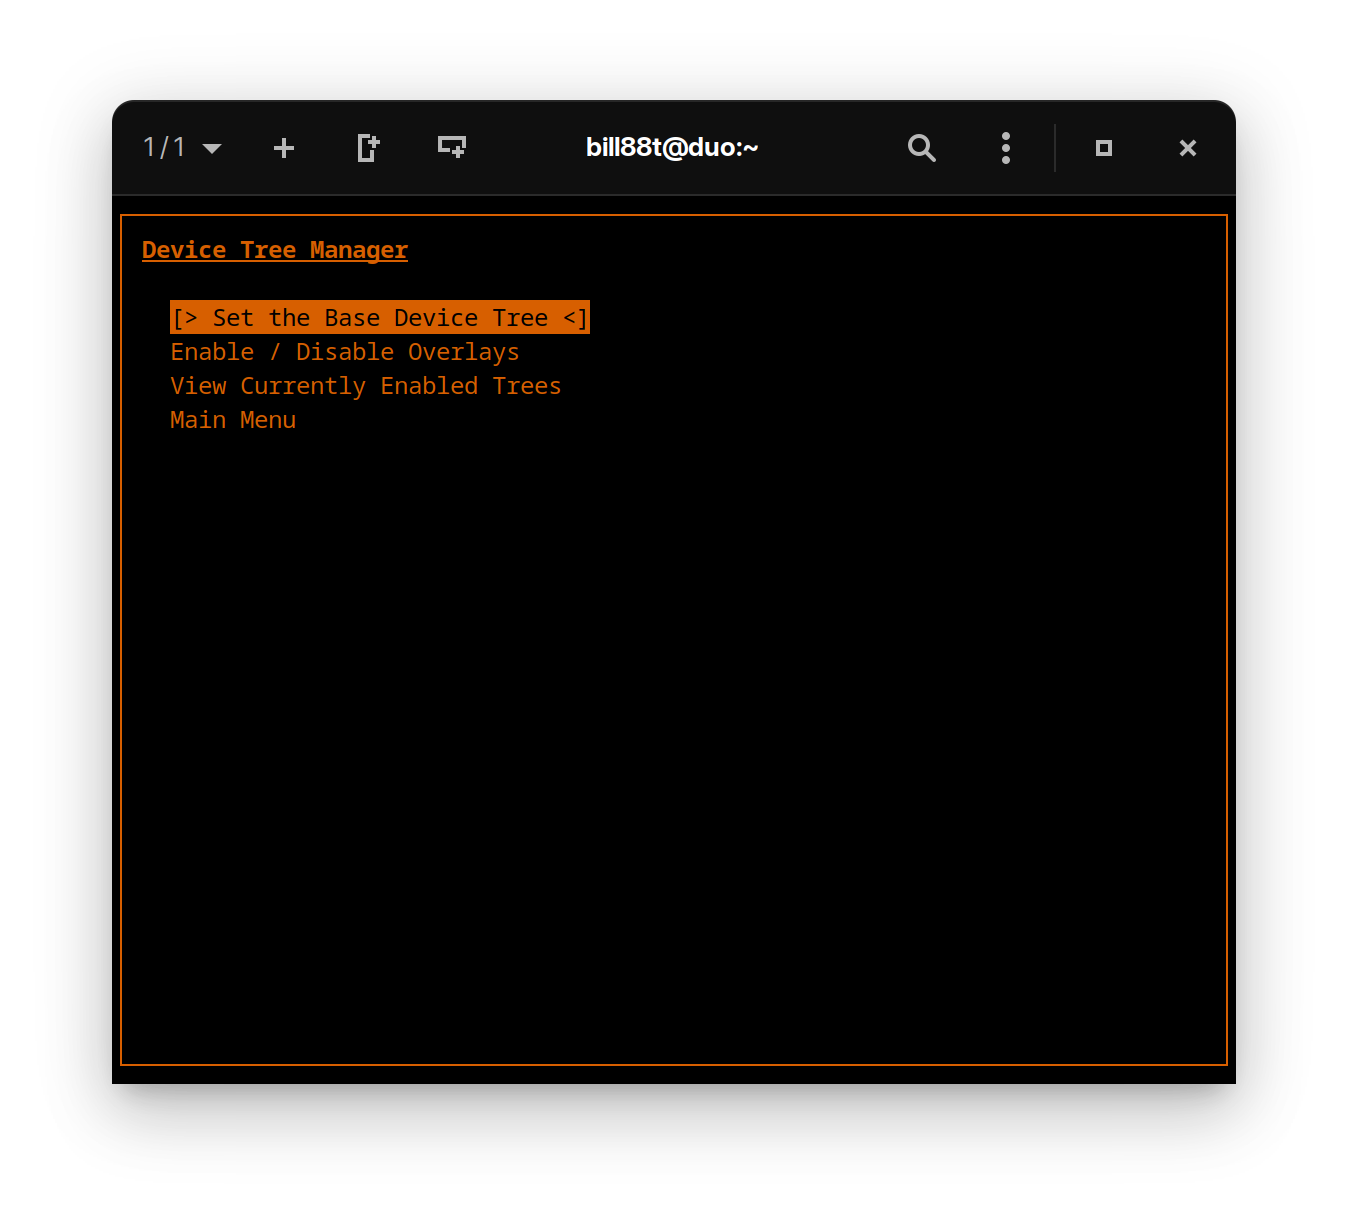 1/1
bill88t@duo:~
Device Tree Manager
[> Set the Base Device Tree <]
Enable / Disable Overlays
View Currently Enabled Trees
Main Menu